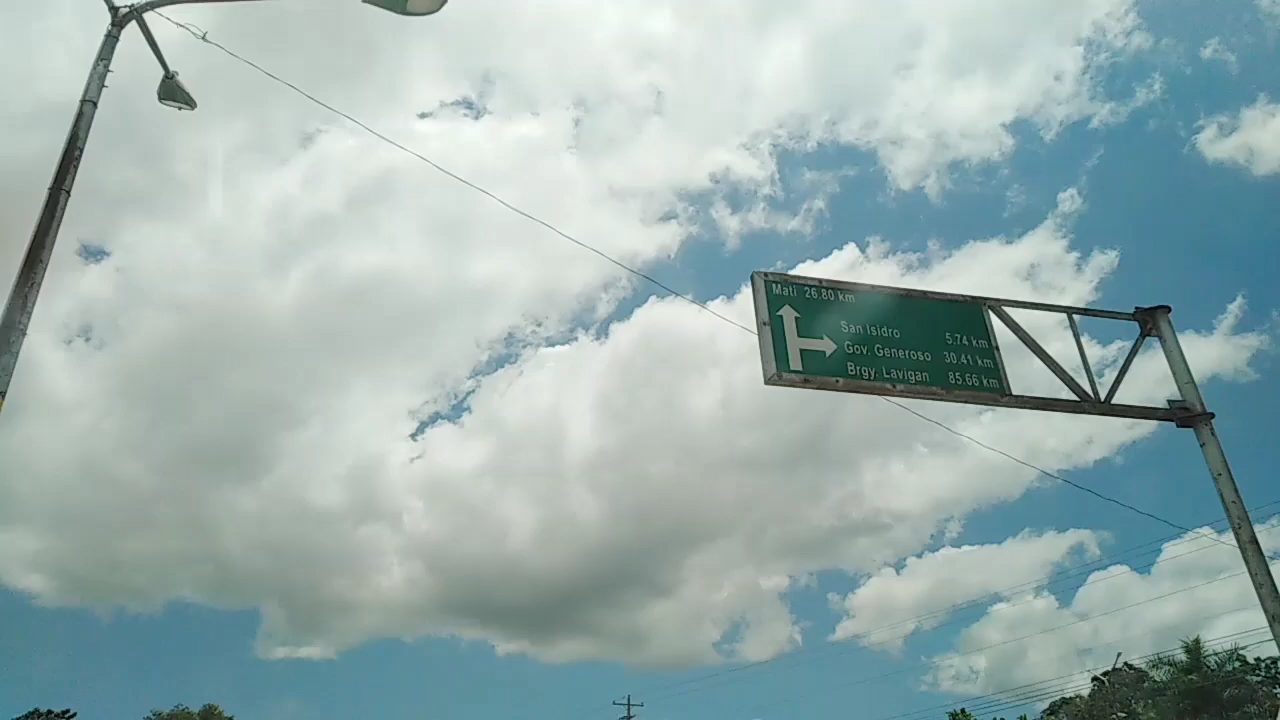 Mati 26.80 km
San Isidro 5.74 km
Gov. Generoso 30.41 km
Brgy. Lavigan 85.66 km